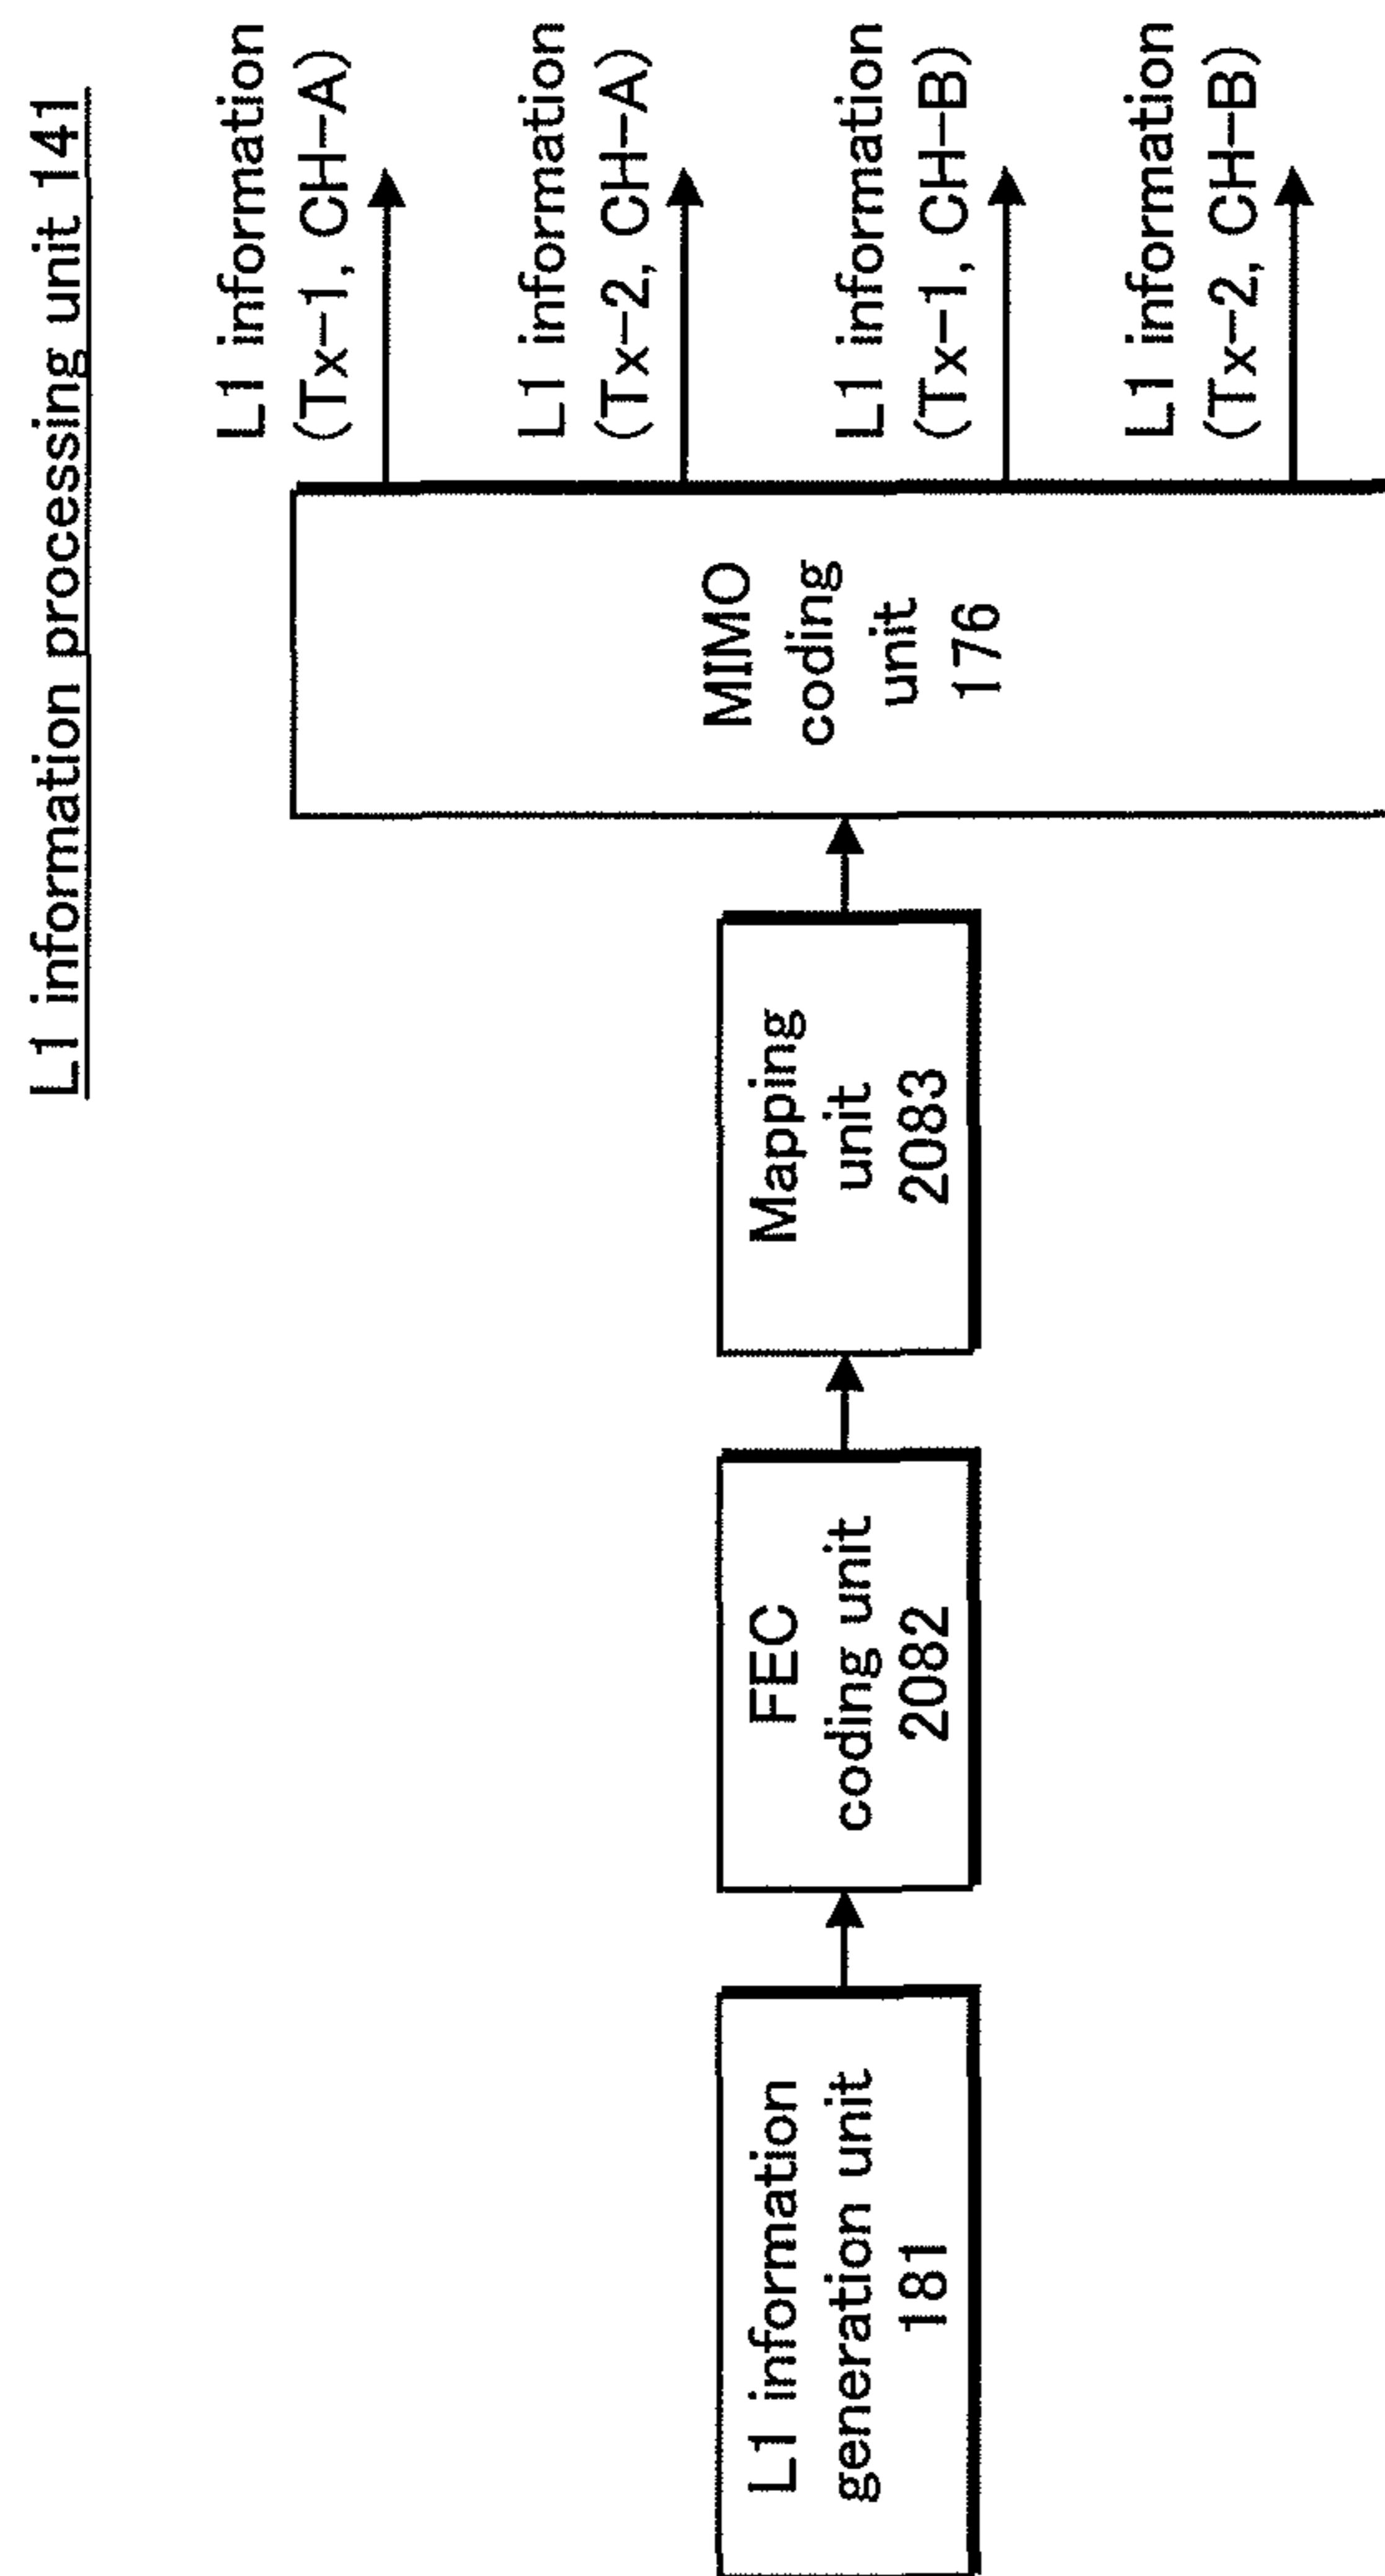 L1 information processing unit 141
L1 information
generation unit
181
FEC
coding unit
2082
Mapping
unit
2083
MIMO
coding
unit
176
L1 information
(Tx-1, CH-A)
L1 information
(Tx-2, CH-A)
L1 information
(Tx-1, CH-B)
L1 information
(Tx-2, CH-B)